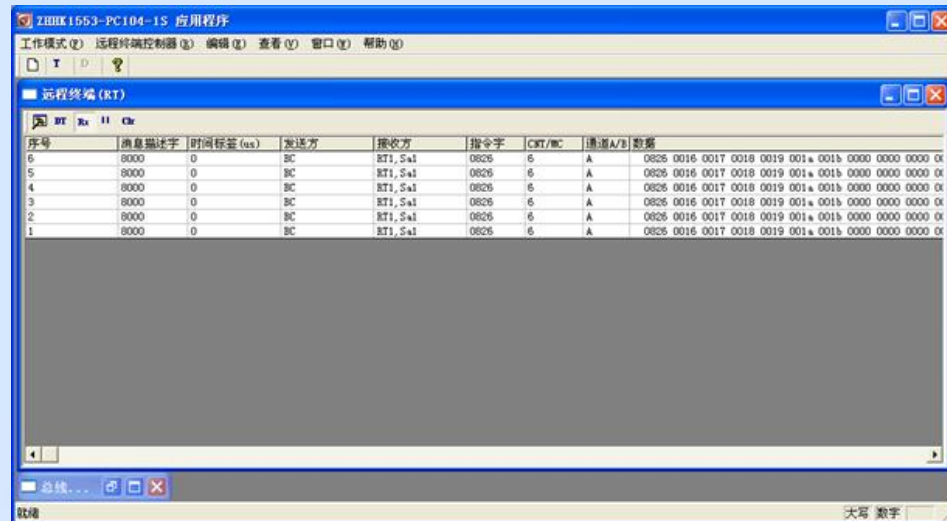 ZHHK1553-PC104-1S 应用程序
工作模式(F) 远程终端控制器(R) 编辑(E) 查看(V) 窗口(W) 帮助(H)
T D
远程终端(RT)
DT Rx II Clr
序号 消息描述字 时间标签(us) 发送方 接收方 指令字 CNT/MC 通道A/B 数据
6 8000 0 BC RT1,Sa1 0826 6 A 0826 0016 0017 0018 0019 001a 001b 0000 0000 0000
5 8000 0 BC RT1,Sa1 0826 6 A 0826 0016 0017 0018 0019 001a 001b 0000 0000 0000
4 8000 0 BC RT1,Sa1 0826 6 A 0826 0016 0017 0018 0019 001a 001b 0000 0000 0000
3 8000 0 BC RT1,Sa1 0826 6 A 0826 0016 0017 0018 0019 001a 001b 0000 0000 0000
2 8000 0 BC RT1,Sa1 0826 6 A 0826 0016 0017 0018 0019 001a 001b 0000 0000 0000
1 8000 0 BC RT1,Sa1 0826 6 A 0826 0016 0017 0018 0019 001a 001b 0000 0000 0000
总线...
就绪 大写 数字